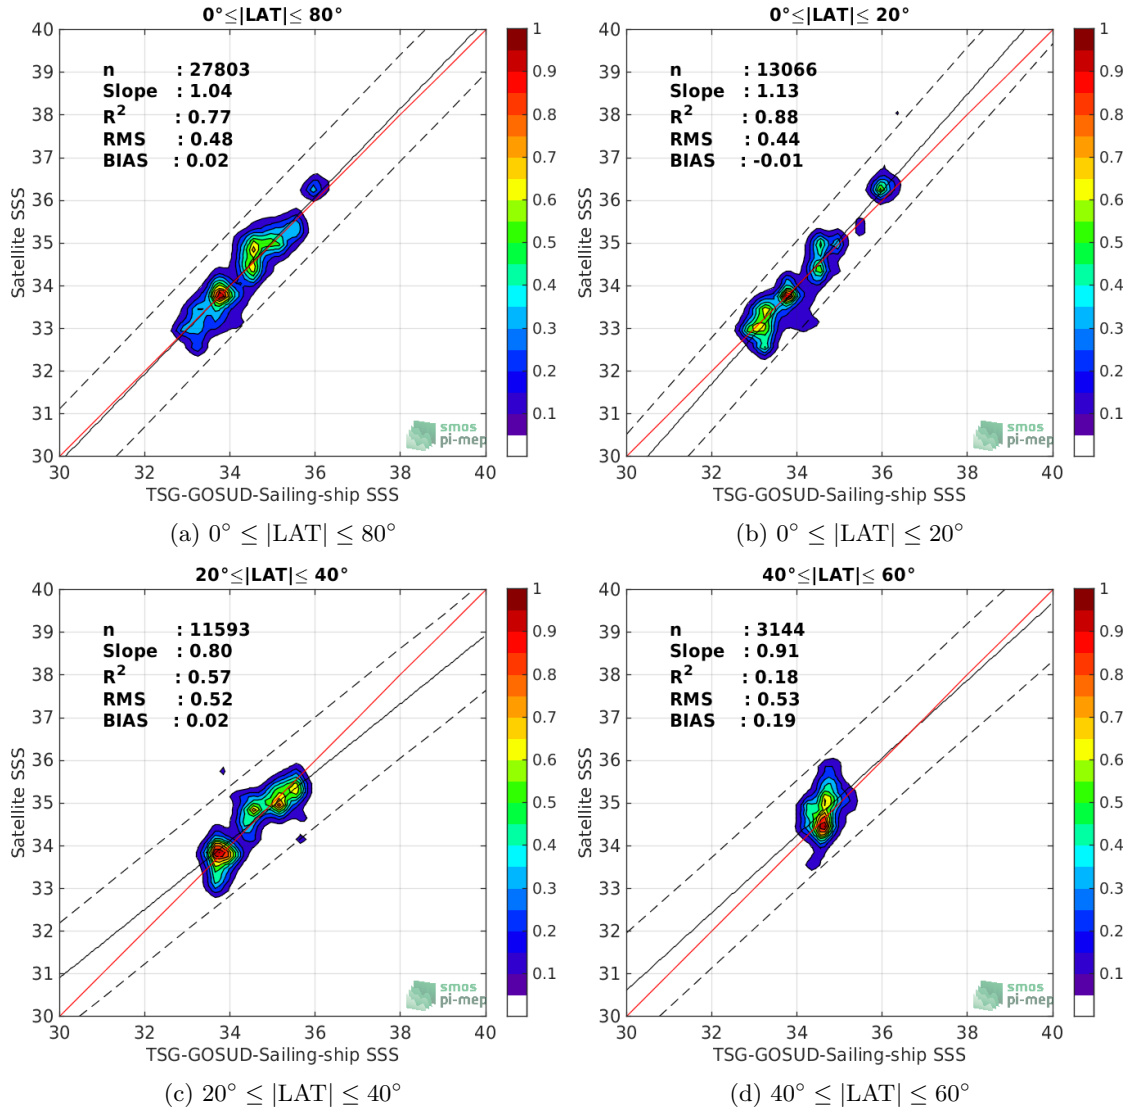 0°≤|LAT|≤ 80°
n : 27803
Slope : 1.04
R² : 0.77
RMS : 0.48
BIAS : 0.02
40
39
38
37
36
35
34
33
32
31
30
30 32 34 36 38 40
Satellite SSS
TSG-GOSUD-Sailing-ship SSS
1
0.9
0.8
0.7
0.6
0.5
0.4
0.3
0.2
0.1
smos
pi-mep
(a) 0° ≤ |LAT| ≤ 80°
0°≤|LAT|≤ 20°
n : 13066
Slope : 1.13
R² : 0.88
RMS : 0.44
BIAS : -0.01
40
39
38
37
36
35
34
33
32
31
30
30 32 34 36 38 40
Satellite SSS
TSG-GOSUD-Sailing-ship SSS
1
0.9
0.8
0.7
0.6
0.5
0.4
0.3
0.2
0.1
smos
pi-mep
(b) 0° ≤ |LAT| ≤ 20°
20°≤|LAT|≤ 40°
n : 11593
Slope : 0.80
R² : 0.57
RMS : 0.52
BIAS : 0.02
40
39
38
37
36
35
34
33
32
31
30
30 32 34 36 38 40
Satellite SSS
TSG-GOSUD-Sailing-ship SSS
1
0.9
0.8
0.7
0.6
0.5
0.4
0.3
0.2
0.1
smos
pi-mep
(c) 20° ≤ |LAT| ≤ 40°
40°≤|LAT|≤ 60°
n : 3144
Slope : 0.91
R² : 0.18
RMS : 0.53
BIAS : 0.19
40
39
38
37
36
35
34
33
32
31
30
30 32 34 36 38 40
Satellite SSS
TSG-GOSUD-Sailing-ship SSS
1
0.9
0.8
0.7
0.6
0.5
0.4
0.3
0.2
0.1
smos
pi-mep
(d) 40° ≤ |LAT| ≤ 60°